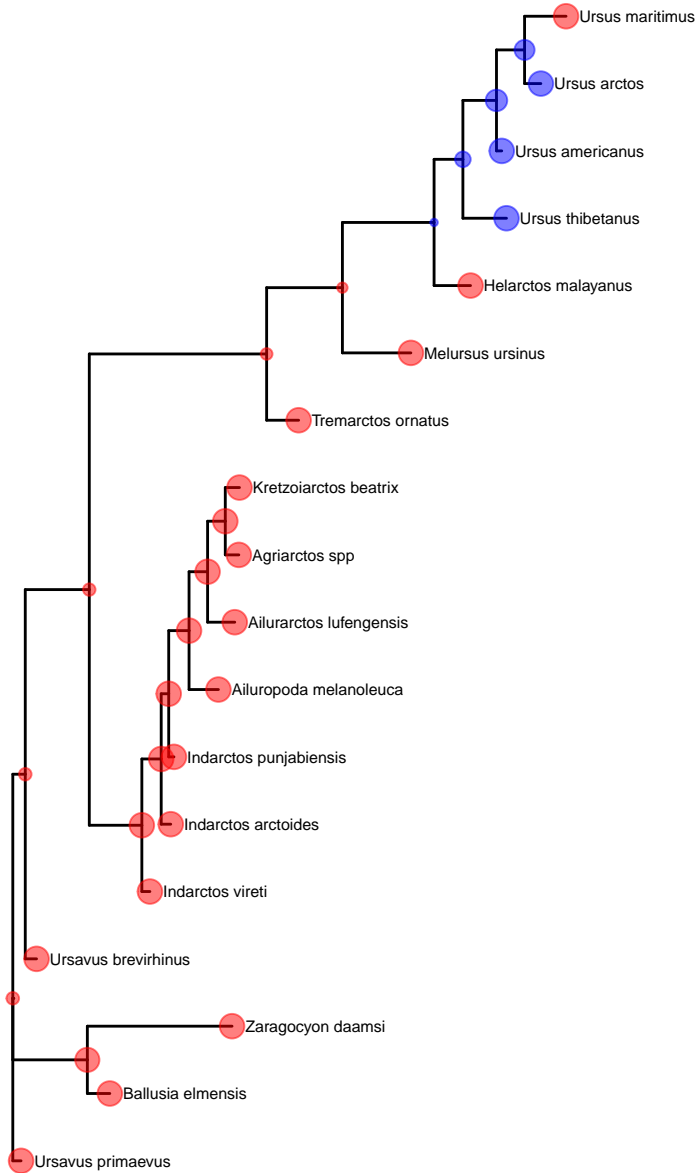 Ursus maritimus
Ursus arctos
Ursus americanus
Ursus thibetanus
Helarctos malayanus
Melursus ursinus
Tremarctos ornatus
Kretzoiarctos beatrix
Agriarctos spp
Ailurarctos lufengensis
Ailuropoda melanoleuca
Indarctos punjabiensis
Indarctos arctoides
Indarctos vireti
Ursavus brevirhinus
Zaragocyon daamsi
Ballusia elmensis
Ursavus primaevus